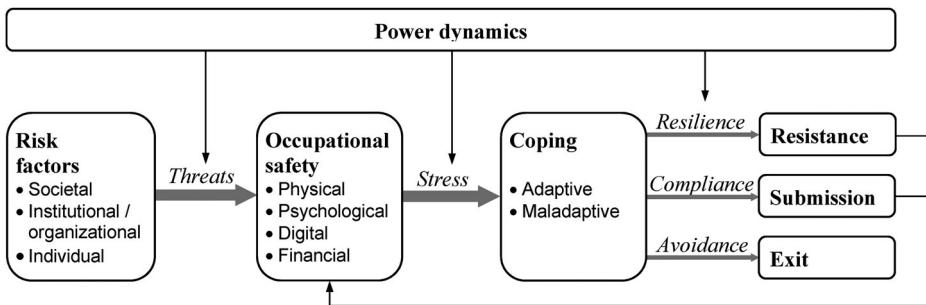 Power dynamics
Risk
factors
• Societal
• Institutional /
organizational
• Individual
Threats
Occupational
safety
• Physical
• Psychological
• Digital
• Financial
Stress
Coping
• Adaptive
• Maladaptive
Resilience
Resistance
Compliance
Submission
Avoidance
Exit